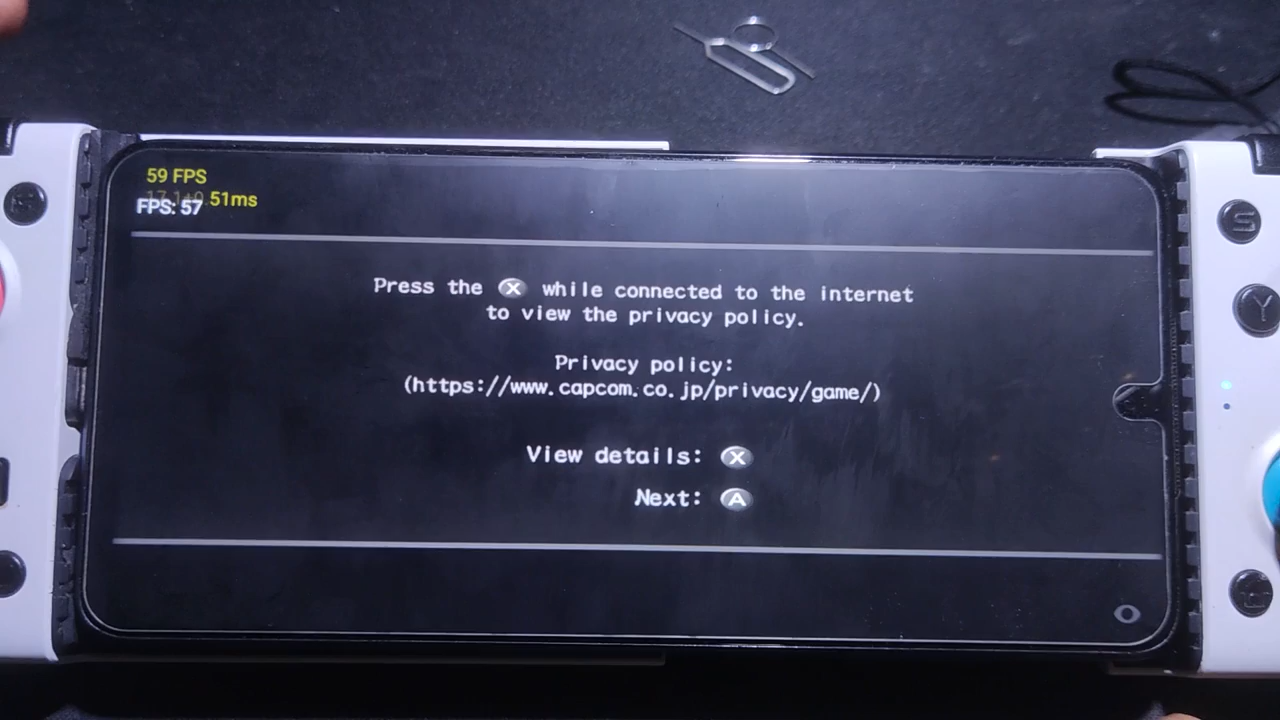 59 FPS
51ms
FPS: 57
Press the X while connected to the internet
to view the privacy policy.
Privacy policy:
(https://www.capcom.co.jp/privacy/game/)
View details: X
Next: A
S
Y